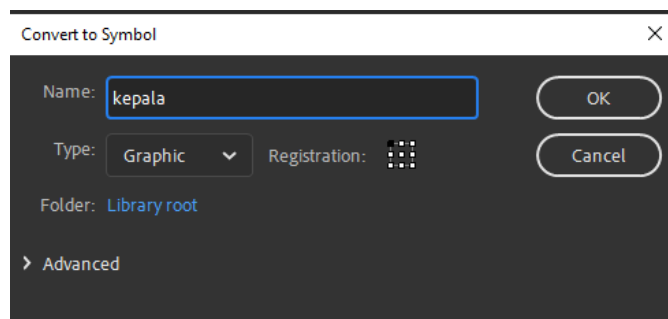 Convert to Symbol
Name: kepala OK
Type: Graphic Registration: Cancel
Folder: Library root
Advanced